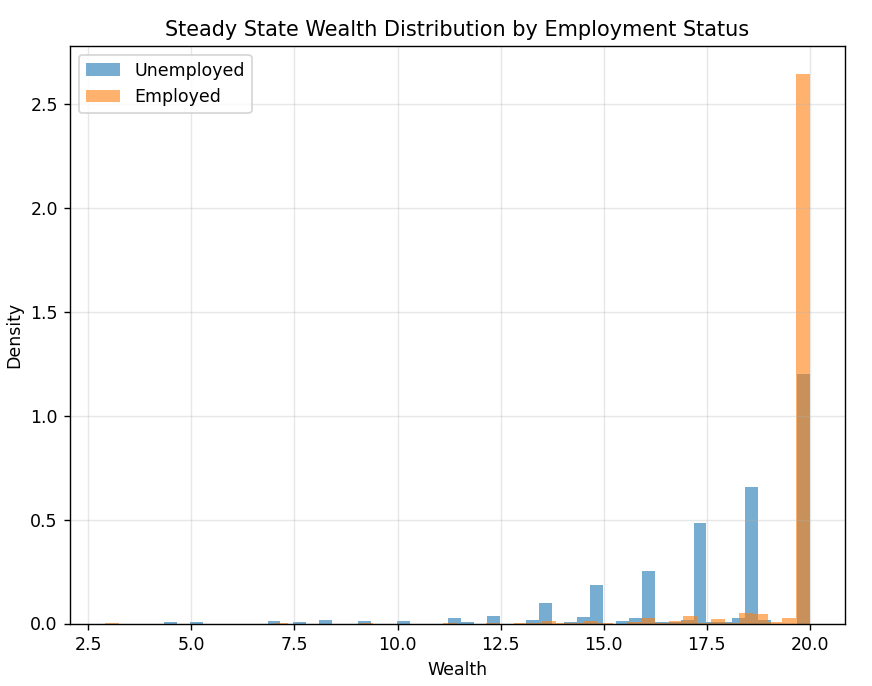 Steady State Wealth Distribution by Employment Status
Unemployed
Employed
Density
2.5
2.0
1.5
1.0
0.5
0.0
2.5 5.0 7.5 10.0 12.5 15.0 17.5 20.0
Wealth